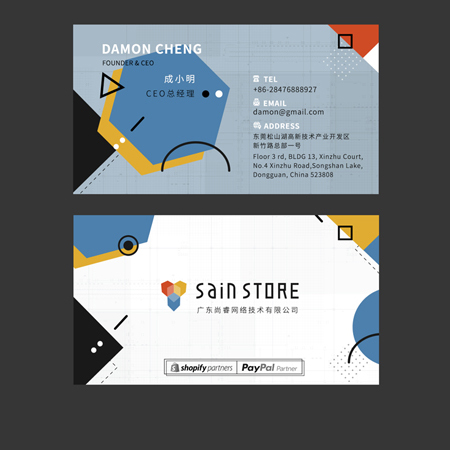 DAMON CHENG
FOUNDER & CEO
成小明
CEO总经理
TEL
+86-28476888927
EMAIL
damon@gmail.com
ADDRESS
东莞松山湖高新技术产业开发区
新竹路总部一号
Floor 3 rd, BLDG 13, Xinzhu Court,
No.4 Xinzhu Road,Songshan Lake,
Dongguan, China 523808
SaiN STORE
广东尚睿网络技术有限公司
shopify partners
PayPal Partner